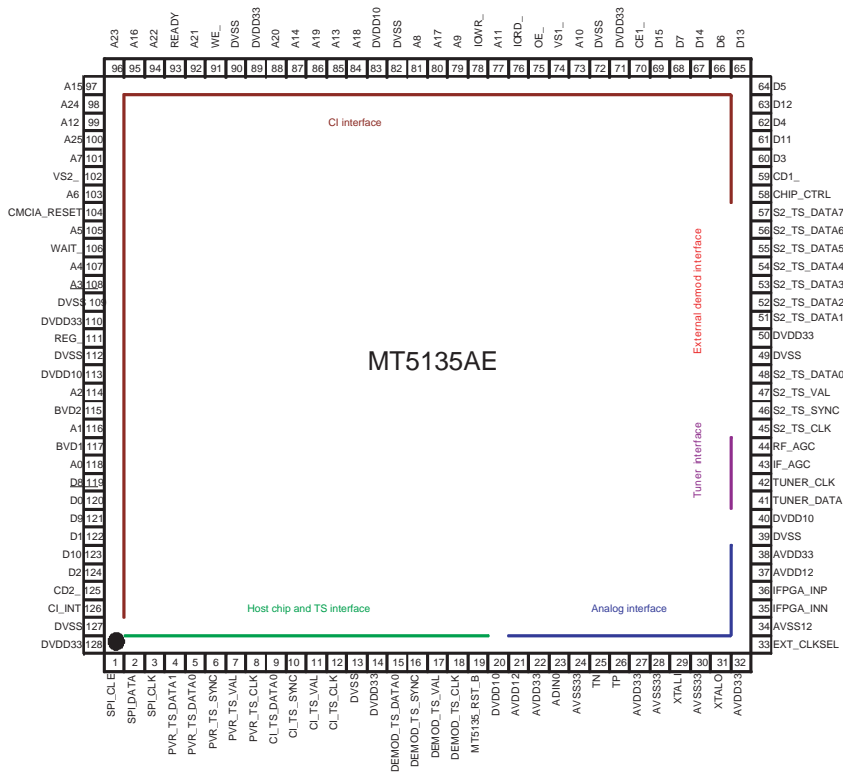 A23
A16
A22
READY
A21
WE_
DVSS
DVDD33
A20
A14
A19
A13
A18
DVDD10
DVSS
A8
A17
A9
IOWR_
A11
IORD_
OE_
VS1_
A10
DVSS
DVDD33
CE1_
D15
D7
D14
D6
D13
96 95 94 93 92 91 90 89 88 87 86 85 84 83 82 81 80 79 78 77 76 75 74 73 72 71 70 69 68 67 66 65
A15 97
A24 98
A12 99
A25 100
A7 101
VS2_ 102
A6 103
CMCIA_RESET 104
A5 105
WAIT_ 106
A4 107
A3 108
DVSS 109
DVDD33 110
REG_ 111
DVSS 112
DVDD10 113
A2 114
BVD2 115
A1 116
BVD1 117
A0 118
D8 119
D0 120
D9 121
D1 122
D10 123
D2 124
CD2_ 125
CI_INT 126
DVSS 127
DVDD33 128
CI interface
MT5135AE
External demod interface
Tuner interface
Host chip and TS interface
Analog interface
64 D5
63 D12
62 D4
61 D11
60 D3
59 CD1_
58 CHIP_CTRL
57 S2_TS_DATA7
56 S2_TS_DATA6
55 S2_TS_DATA5
54 S2_TS_DATA4
53 S2_TS_DATA3
52 S2_TS_DATA2
51 S2_TS_DATA1
50 DVDD33
49 DVSS
48 S2_TS_DATA0
47 S2_TS_VAL
46 S2_TS_SYNC
45 S2_TS_CLK
44 RF_AGC
43 IF_AGC
42 TUNER_CLK
41 TUNER_DATA
40 DVDD10
39 DVSS
38 AVDD33
37 AVDD12
36 IFPGA_INP
35 IFPGA_INN
34 AVSS12
33 EXT_CLKSEL
1 2 3 4 5 6 7 8 9 10 11 12 13 14 15 16 17 18 19 20 21 22 23 24 25 26 27 28 29 30 31 32
SPI_CLE
SPI_DATA
SPI_CLK
PVR_TS_DATA1
PVR_TS_DATA0
PVR_TS_SYNC
PVR_TS_VAL
PVR_TS_CLK
CI_TS_DATA0
CI_TS_SYNC
CI_TS_VAL
CI_TS_CLK
DVSS
DVDD33
DEMOD_TS_DATA0
DEMOD_TS_SYNC
DEMOD_TS_VAL
DEMOD_TS_CLK
MT5135_RST_B
DVDD10
AVDD12
AVDD33
ADIN0
AVSS33
TN
TP
AVDD33
AVSS33
XTALI
AVSS33
XTALO
AVDD33